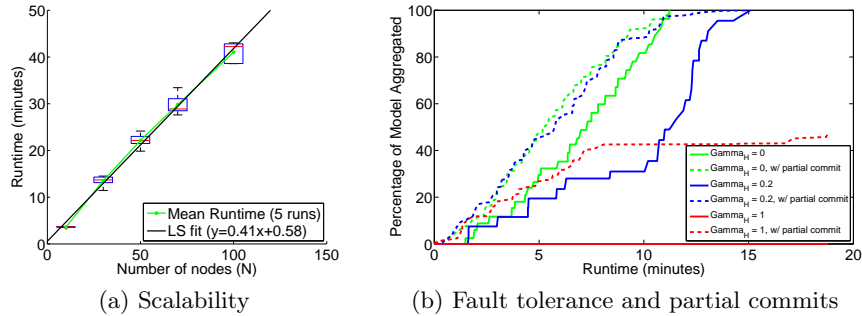 50
40
30
20
10
0
0
50
100
150
Runtime (minutes)
Number of nodes (N)
Mean Runtime (5 runs)
LS fit (y=0.41x+0.58)
(a) Scalability
100
80
60
40
20
0
0
5
10
15
20
Percentage of Model Aggregated
Runtime (minutes)
Gamma_H = 0
Gamma_H = 0, w/ partial commit
Gamma_H = 0.2
Gamma_H = 0.2, w/ partial commit
Gamma_H = 1
Gamma_H = 1, w/ partial commit
(b) Fault tolerance and partial commits